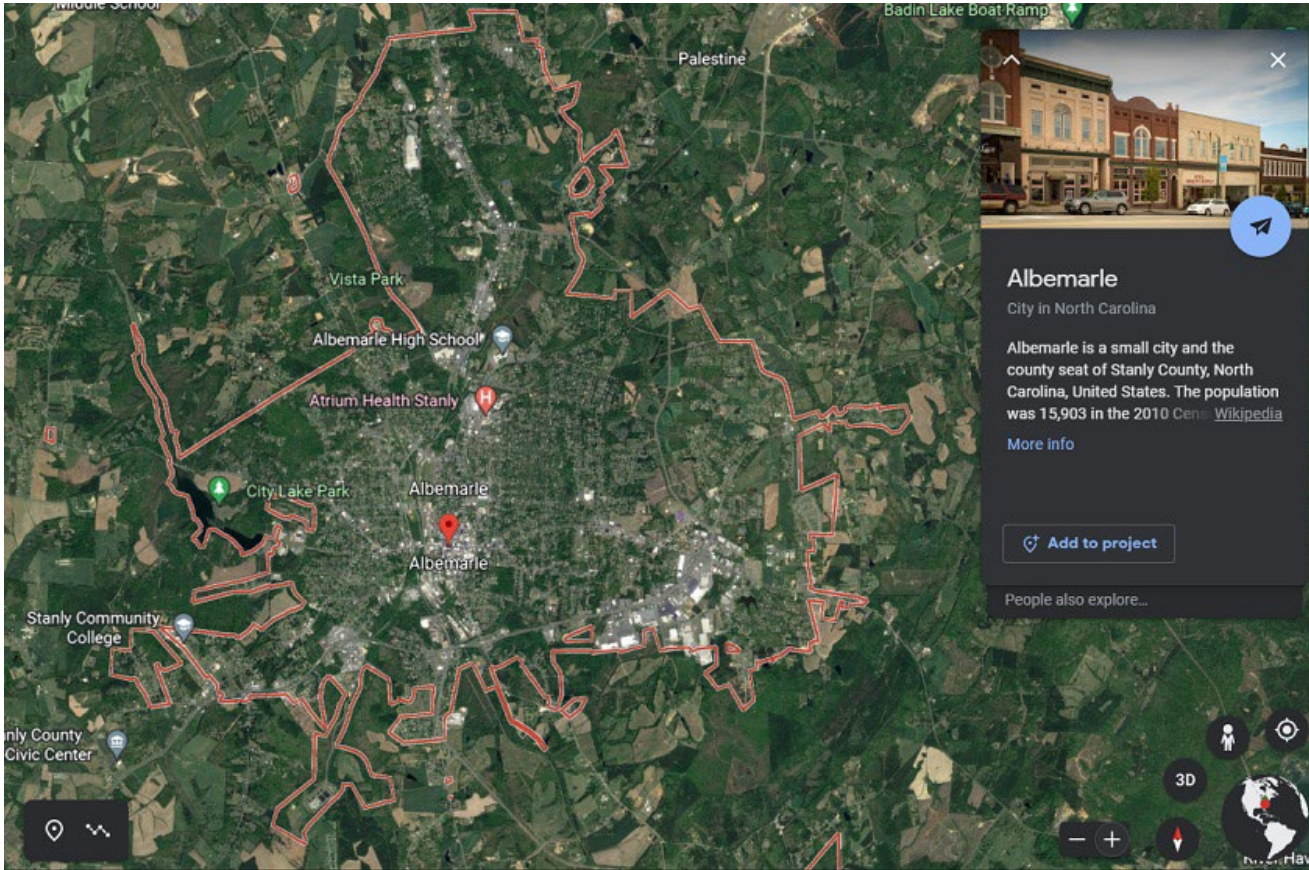 Middle School
Badin Lake Boat Ramp
Palestine
Vista Park
Albemarle High School
Atrium Health Stanly
Albemarle
City Lake Park
Albemarle
Stanly Community
College
nly County
Civic Center
Albemarle
City in North Carolina
Albemarle is a small city and the
county seat of Stanly County, North
Carolina, United States. The population
was 15,903 in the 2010 Cens Wikipedia
More info
Add to project
People also explore...
3D
River Hav